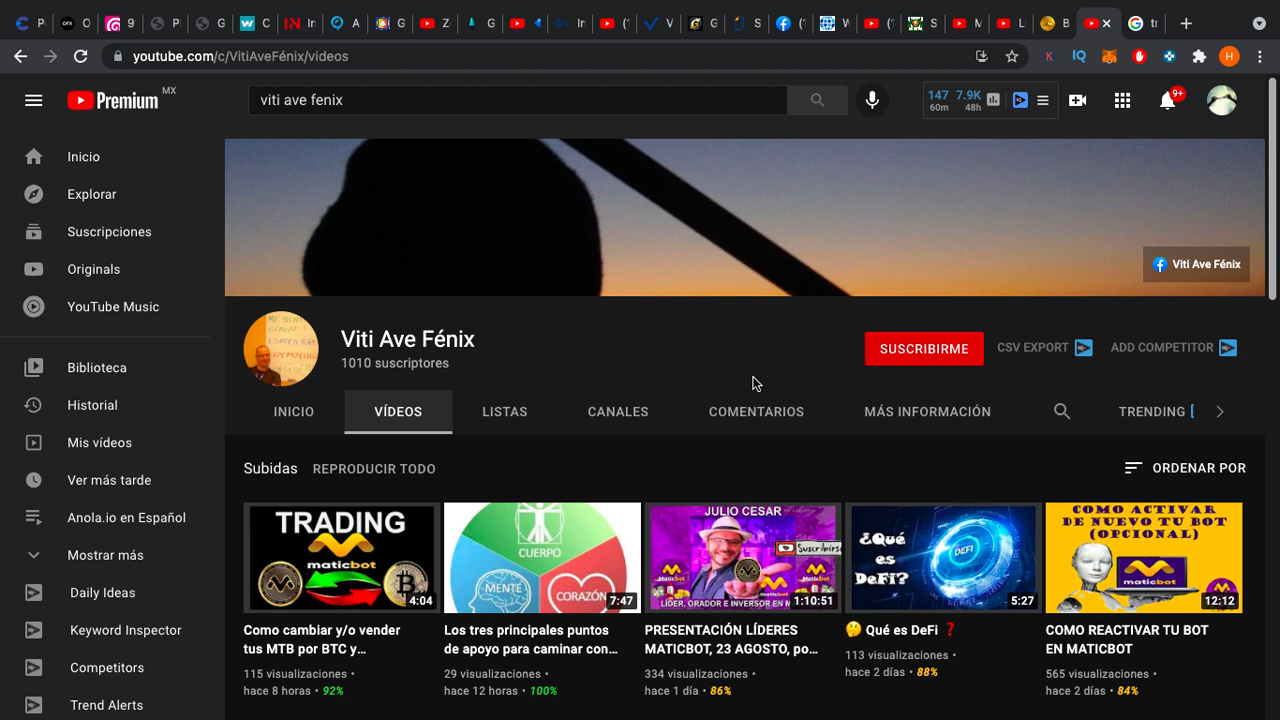 youtube.com/c/VitiAveFénix/videos
Premium MX
viti ave fenix
147 7.9K
60m 48h
9+
H
Inicio
Explorar
Suscripciones
Originals
YouTube Music
Biblioteca
Historial
Mis vídeos
Ver más tarde
Anola.io en Español
Mostrar más
Daily Ideas
Keyword Inspector
Competitors
Trend Alerts
Viti Ave Fénix
Viti Ave Fénix
1010 suscriptores
SUSCRIBIRME
CSV EXPORT
ADD COMPETITOR
INICIO
VÍDEOS
LISTAS
CANALES
COMENTARIOS
MÁS INFORMACIÓN
TRENDING
Subidas
REPRODUCIR TODO
ORDENAR POR
TRADING
maticbot
4:04
Como cambiar y/o vender
tus MTB por BTC y…
115 visualizaciones •
hace 8 horas • 92%
CUERPO
MENTE
CORAZÓN
7:47
Los tres principales puntos
de apoyo para caminar con…
29 visualizaciones •
hace 12 horas • 100%
JULIO CESAR
Suscribirse
LÍDER, ORADOR E INVERSOR EN M
1:10:51
PRESENTACIÓN LÍDERES
MATICBOT, 23 AGOSTO, po…
334 visualizaciones •
hace 1 día • 86%
¿Qué
es
DeFi?
DEFI
5:27
🤔 Qué es DeFi ❓
113 visualizaciones •
hace 2 días • 88%
COMO ACTIVAR
DE NUEVO TU BOT
(OPCIONAL)
maticbot
12:12
COMO REACTIVAR TU BOT
EN MATICBOT
565 visualizaciones •
hace 2 días • 84%